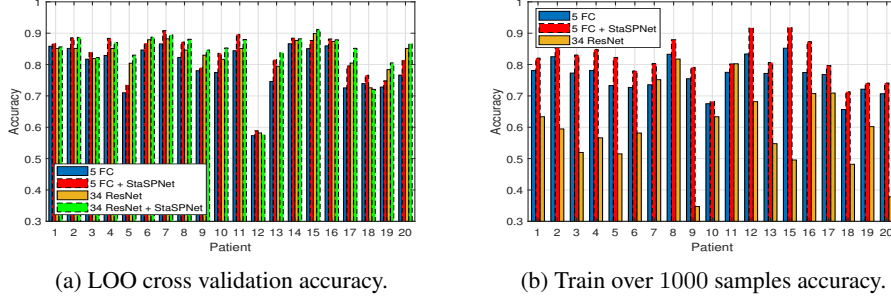 1
0.9
0.8
0.7
0.6
0.5
0.4
0.3
Accuracy
5 FC
5 FC + StaSPNet
34 ResNet
34 ResNet + StaSPNet
1 2 3 4 5 6 7 8 9 10 11 12 13 14 15 16 17 18 19 20
Patient
(a) LOO cross validation accuracy.
1
0.9
0.8
0.7
0.6
0.5
0.4
0.3
Accuracy
5 FC
5 FC + StaSPNet
34 ResNet
1 2 3 4 5 6 7 8 9 10 11 12 13 14 15 16 17 18 19 20
Patient
(b) Train over 1000 samples accuracy.